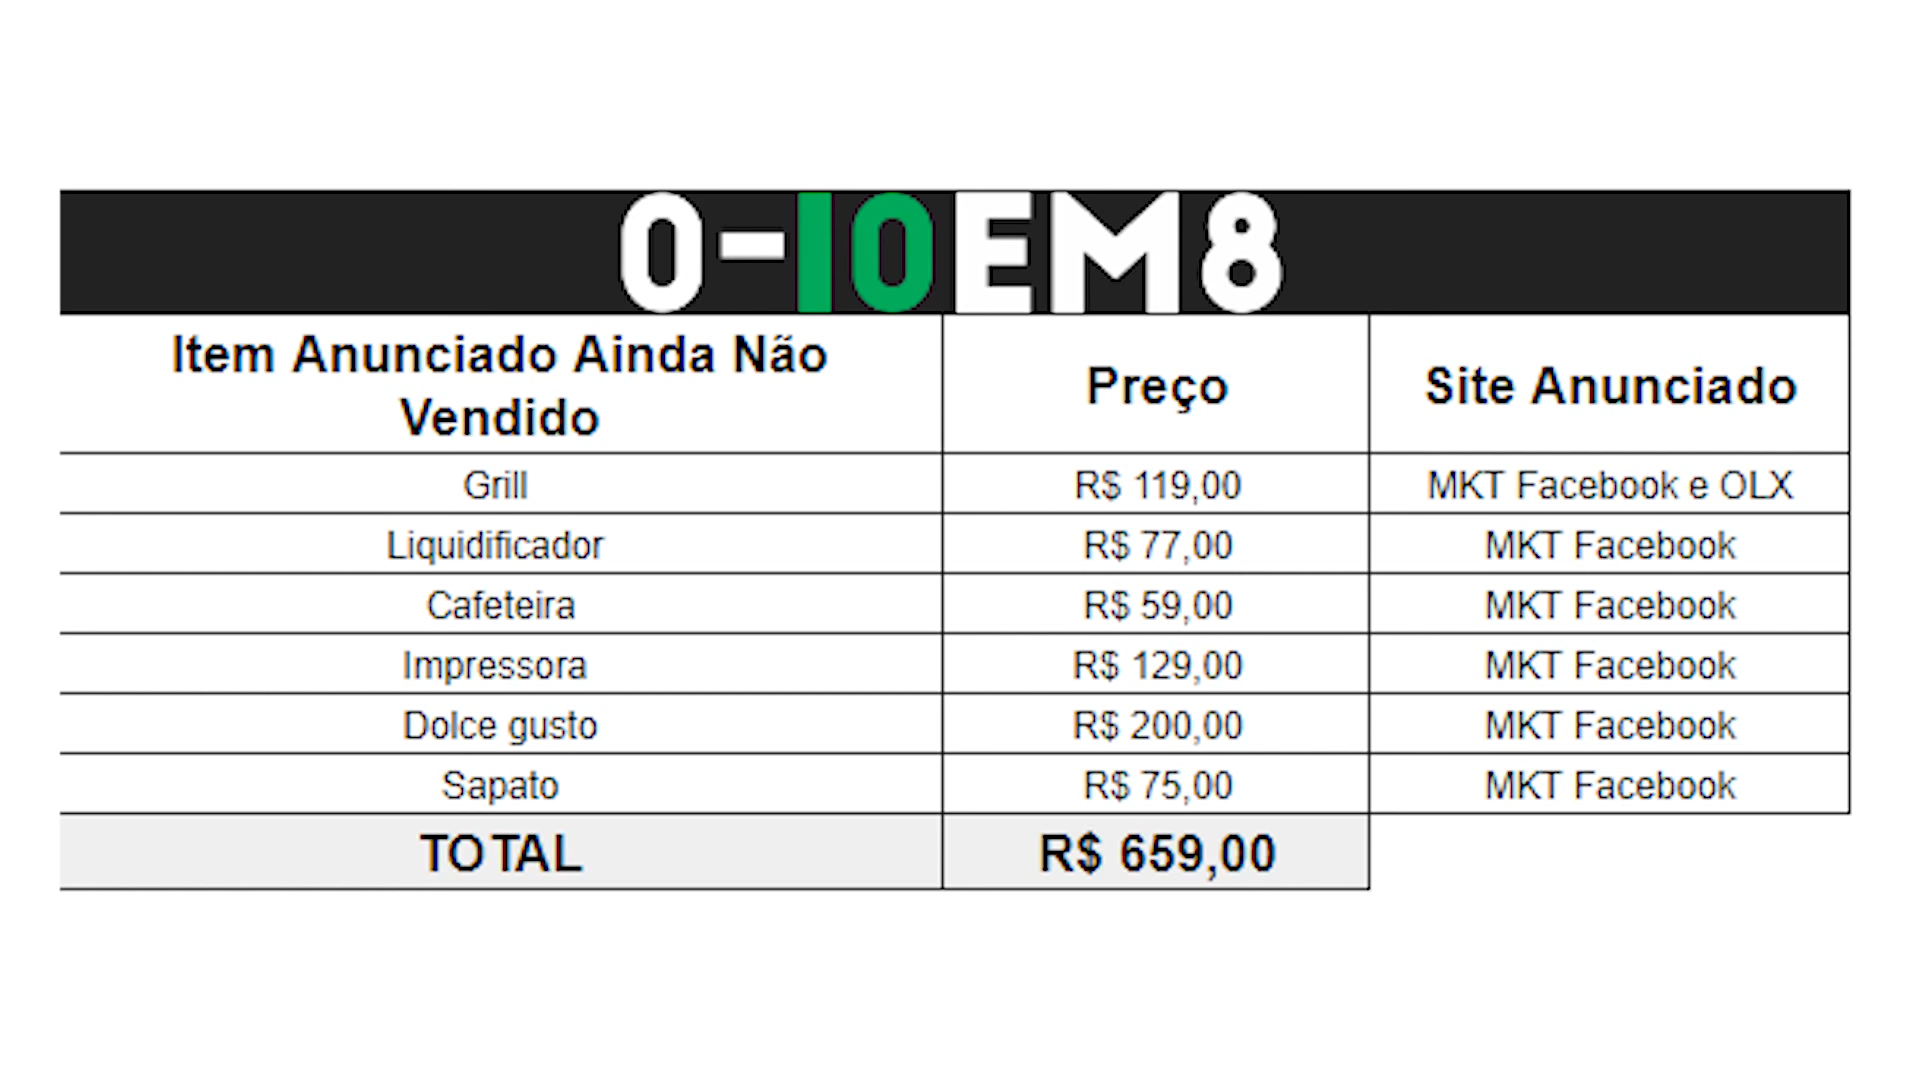 0-10EM8
Item Anunciado Ainda Não
Vendido
Preço
Site Anunciado
Grill
R$ 119,00
MKT Facebook e OLX
Liquidificador
R$ 77,00
MKT Facebook
Cafeteira
R$ 59,00
MKT Facebook
Impressora
R$ 129,00
MKT Facebook
Dolce gusto
R$ 200,00
MKT Facebook
Sapato
R$ 75,00
MKT Facebook
TOTAL
R$ 659,00